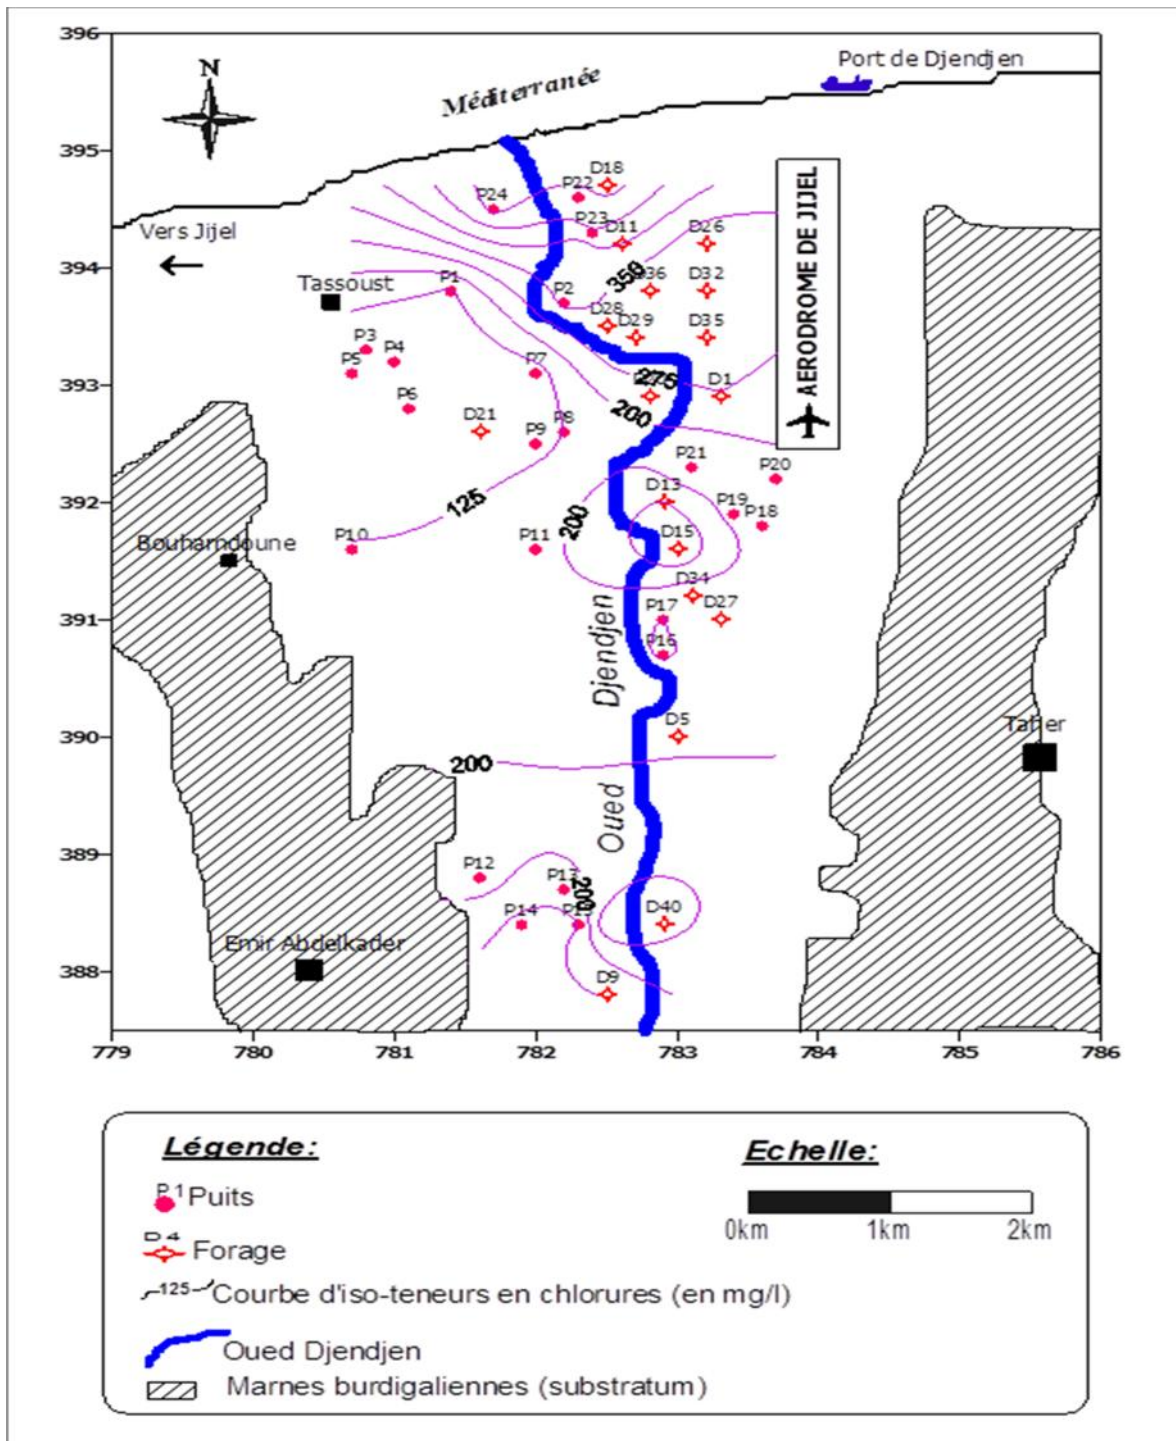 396
Port de Djendjen
N
Méditerranée
395
D18
P22
P24
P23
D11
D26
Vers Jijel
394
350
D32
Tassoust
P1
P2
D28
D29
D35
AERODROME DE JIJEL
P3
P4
P5
P7
393
275
D1
P6
200
D21
P8
P9
P21
P20
392
125
D13
P19
P18
200
P10
P11
D15
Bouhamdoune
D34
D27
391
P17
P16
Oued Djendjen
D5
390
Taher
200
389
P12
P13
200
P14
D40
Emir Abdelkader
388
D9
779 780 781 782 783 784 785 786
Légende:
Echelle:
P1 Puits
0km 1km 2km
D4 Forage
125 Courbe d'iso-teneurs en chlorures (en mg/l)
Oued Djendjen
Marnes burdigaliennes (substratum)